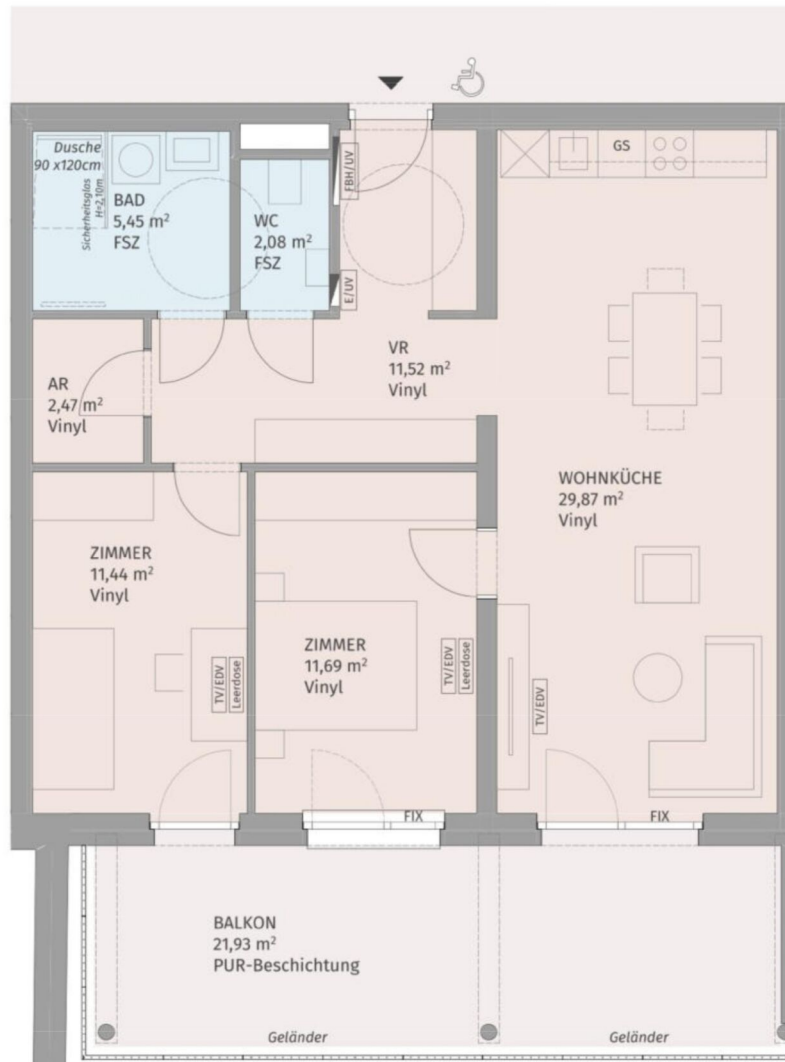 Dusche
90 x120cm
Sicherheitsglas
H=2,10m
BAD
5,45 m²
FSZ
WC
2,08 m²
FSZ
FBH/UV
E/UV
GS
VR
11,52 m²
Vinyl
AR
2,47 m²
Vinyl
WOHNKÜCHE
29,87 m²
Vinyl
ZIMMER
11,44 m²
Vinyl
TV/EDV
Leerdose
ZIMMER
11,69 m²
Vinyl
TV/EDV
Leerdose
TV/EDV
FIX
FIX
BALKON
21,93 m²
PUR-Beschichtung
Geländer
Geländer